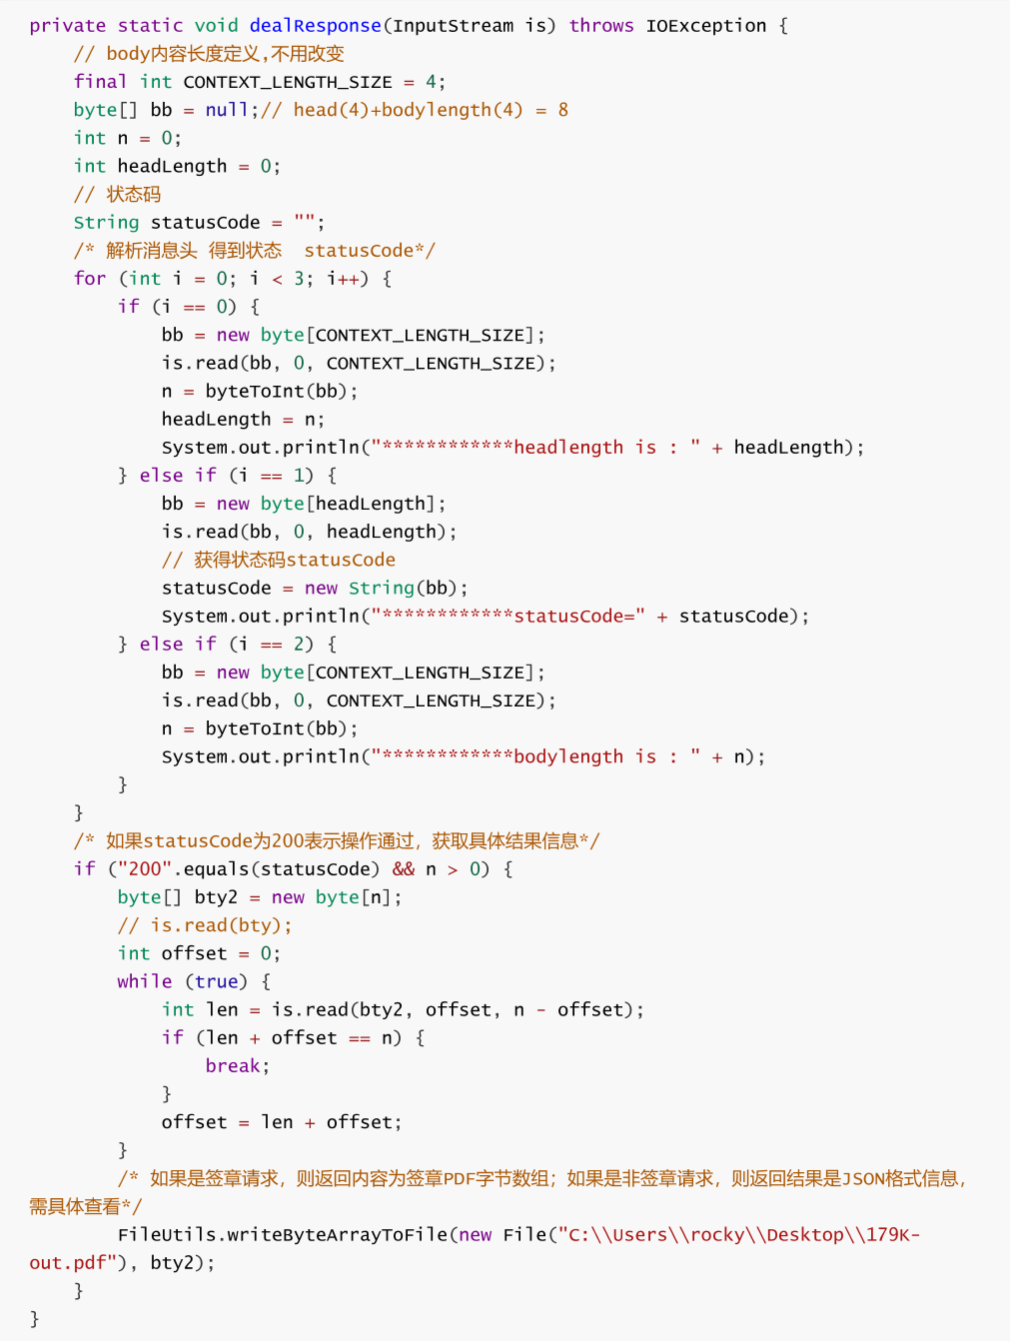 private static void dealResponse(InputStream is) throws IOException {
    // body内容长度定义,不用改变
    final int CONTEXT_LENGTH_SIZE = 4;
    byte[] bb = null;// head(4)+bodylength(4) = 8
    int n = 0;
    int headLength = 0;
    // 状态码
    String statusCode = "";
    /* 解析消息头 得到状态  statusCode*/
    for (int i = 0; i < 3; i++) {
        if (i == 0) {
            bb = new byte[CONTEXT_LENGTH_SIZE];
            is.read(bb, 0, CONTEXT_LENGTH_SIZE);
            n = byteToInt(bb);
            headLength = n;
            System.out.println("************headlength is : " + headLength);
        } else if (i == 1) {
            bb = new byte[headLength];
            is.read(bb, 0, headLength);
            // 获得状态码statusCode
            statusCode = new String(bb);
            System.out.println("************statusCode=" + statusCode);
        } else if (i == 2) {
            bb = new byte[CONTEXT_LENGTH_SIZE];
            is.read(bb, 0, CONTEXT_LENGTH_SIZE);
            n = byteToInt(bb);
            System.out.println("************bodylength is : " + n);
        }
    }
    /* 如果statusCode为200表示操作通过，获取具体结果信息*/
    if ("200".equals(statusCode) && n > 0) {
        byte[] bty2 = new byte[n];
        // is.read(bty);
        int offset = 0;
        while (true) {
            int len = is.read(bty2, offset, n - offset);
            if (len + offset == n) {
                break;
            }
            offset = len + offset;
        }
        /* 如果是签章请求，则返回内容为签章PDF字节数组；如果是非签章请求，则返回结果是JSON格式信息，
需具体查看*/
        FileUtils.writeByteArrayToFile(new File("C:\\Users\\rocky\\Desktop\\179K-
out.pdf"), bty2);
    }
}